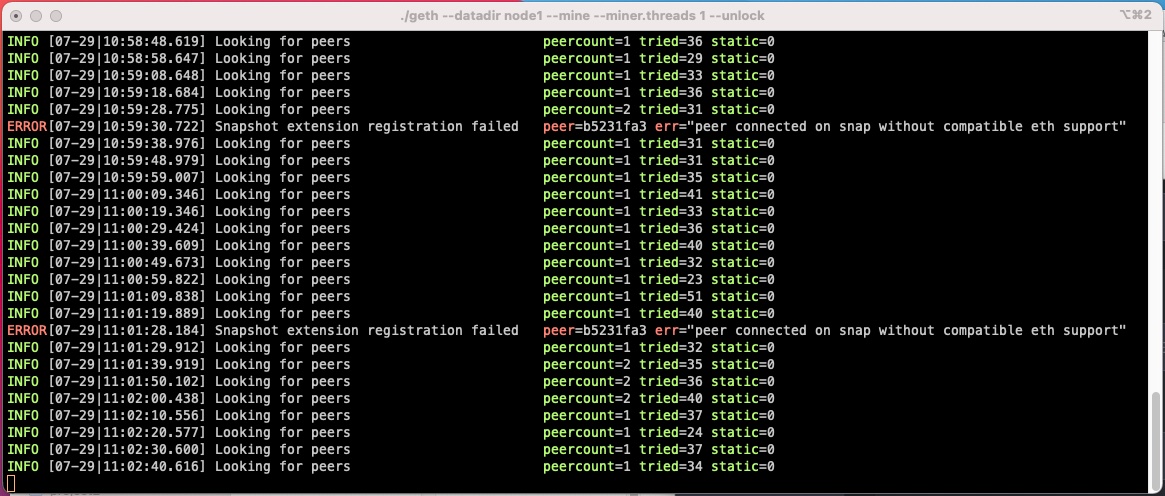 ./geth --datadir node1 --mine --miner.threads 1 --unlock ⌥⌘2
INFO [07-29|10:58:48.619] Looking for peers peercount=1 tried=36 static=0
INFO [07-29|10:58:58.647] Looking for peers peercount=1 tried=29 static=0
INFO [07-29|10:59:08.648] Looking for peers peercount=1 tried=33 static=0
INFO [07-29|10:59:18.684] Looking for peers peercount=1 tried=36 static=0
INFO [07-29|10:59:28.775] Looking for peers peercount=2 tried=31 static=0
ERROR[07-29|10:59:30.722] Snapshot extension registration failed peer=b5231fa3 err="peer connected on snap without compatible eth support"
INFO [07-29|10:59:38.976] Looking for peers peercount=1 tried=31 static=0
INFO [07-29|10:59:48.979] Looking for peers peercount=1 tried=31 static=0
INFO [07-29|10:59:59.007] Looking for peers peercount=1 tried=35 static=0
INFO [07-29|11:00:09.346] Looking for peers peercount=1 tried=41 static=0
INFO [07-29|11:00:19.346] Looking for peers peercount=1 tried=33 static=0
INFO [07-29|11:00:29.424] Looking for peers peercount=1 tried=36 static=0
INFO [07-29|11:00:39.609] Looking for peers peercount=1 tried=40 static=0
INFO [07-29|11:00:49.673] Looking for peers peercount=1 tried=32 static=0
INFO [07-29|11:00:59.822] Looking for peers peercount=1 tried=23 static=0
INFO [07-29|11:01:09.838] Looking for peers peercount=1 tried=51 static=0
INFO [07-29|11:01:19.889] Looking for peers peercount=1 tried=40 static=0
ERROR[07-29|11:01:28.184] Snapshot extension registration failed peer=b5231fa3 err="peer connected on snap without compatible eth support"
INFO [07-29|11:01:29.912] Looking for peers peercount=1 tried=32 static=0
INFO [07-29|11:01:39.919] Looking for peers peercount=2 tried=35 static=0
INFO [07-29|11:01:50.102] Looking for peers peercount=2 tried=36 static=0
INFO [07-29|11:02:00.438] Looking for peers peercount=2 tried=40 static=0
INFO [07-29|11:02:10.556] Looking for peers peercount=1 tried=37 static=0
INFO [07-29|11:02:20.577] Looking for peers peercount=1 tried=24 static=0
INFO [07-29|11:02:30.600] Looking for peers peercount=1 tried=37 static=0
INFO [07-29|11:02:40.616] Looking for peers peercount=1 tried=34 static=0